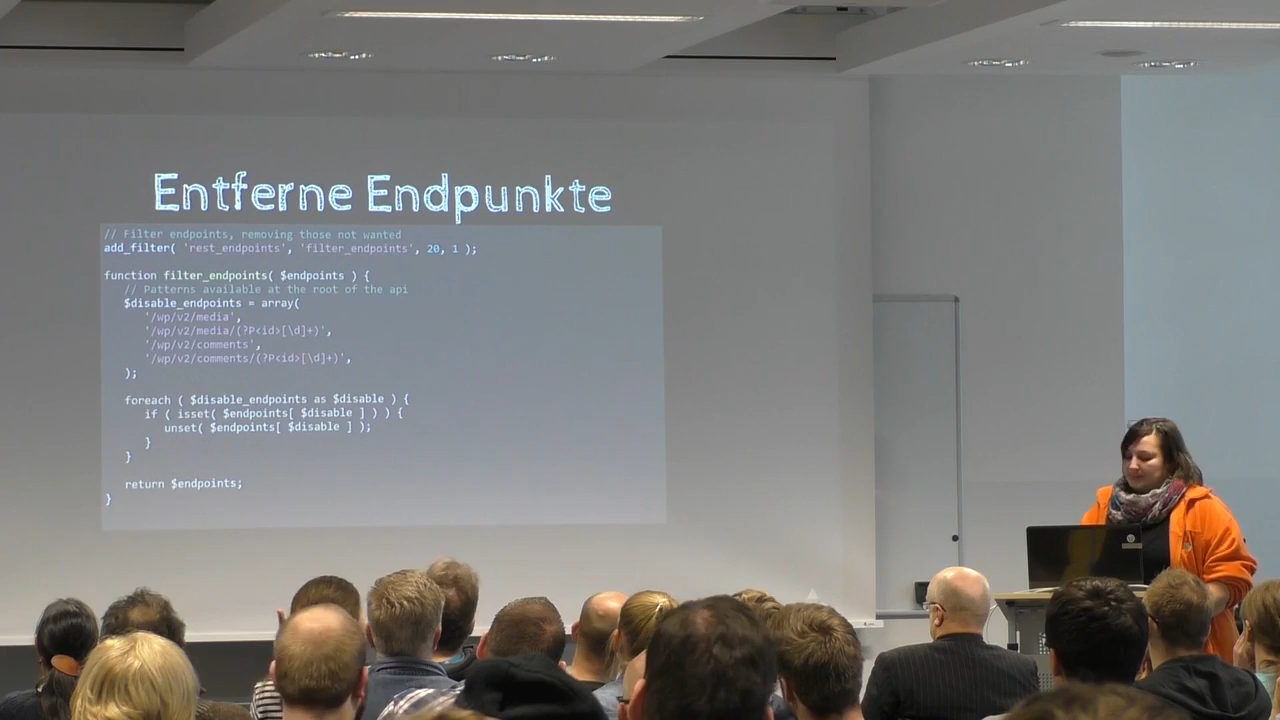 Entferne Endpunkte
// Filter endpoints, removing those not wanted
add_filter( 'rest_endpoints', 'filter_endpoints', 20, 1 );
function filter_endpoints( $endpoints ) {
// Patterns available at the root of the api
$disable_endpoints = array(
'/wp/v2/media',
'/wp/v2/media/(?P<id>[\d]+)',
'/wp/v2/comments',
'/wp/v2/comments/(?P<id>[\d]+)',
);
foreach ( $disable_endpoints as $disable ) {
if ( isset( $endpoints[ $disable ] ) ) {
unset( $endpoints[ $disable ] );
}
}
return $endpoints;
}